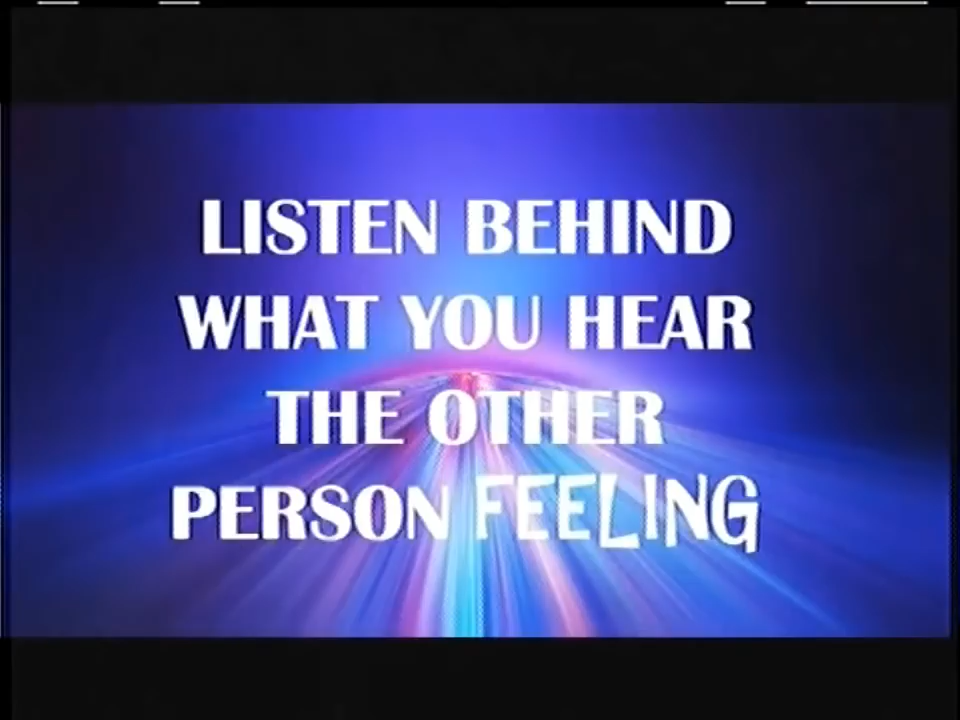 LISTEN BEHIND
WHAT YOU HEAR
THE OTHER
PERSON FEELING